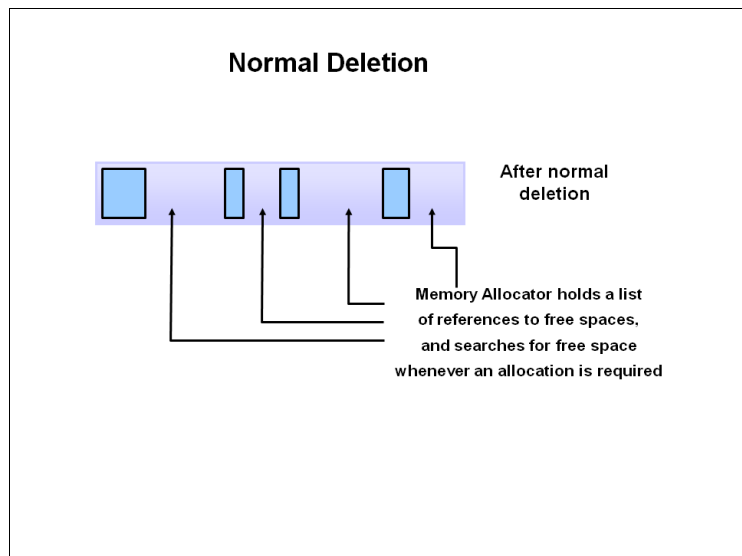 Normal Deletion
After normal
deletion
Memory Allocator holds a list
of references to free spaces,
and searches for free space
whenever an allocation is required